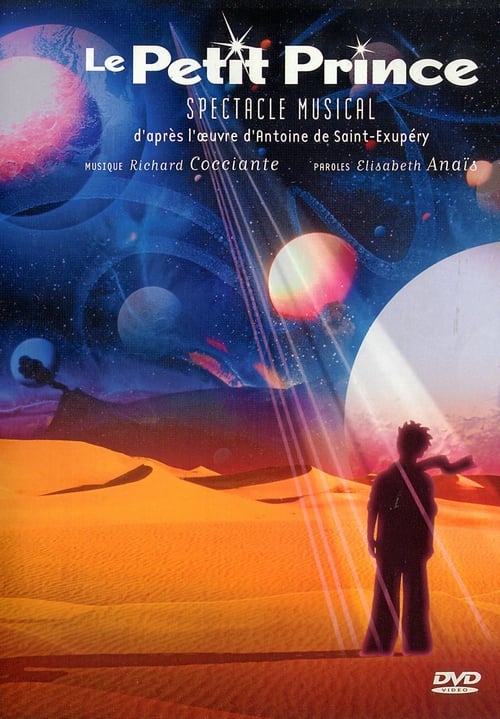 Le Petit Prince
SPECTACLE MUSICAL
d'après l'œuvre d'Antoine de Saint-Exupéry
MUSIQUE Richard Cocciante PAROLES Elisabeth Anaïs
DVD
VIDEO